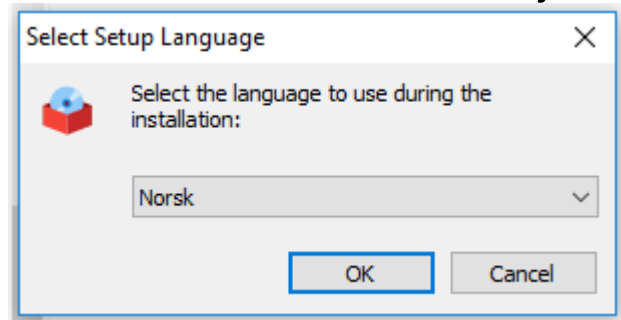 Select Setup Language
Select the language to use during the
installation:
Norsk
OK
Cancel